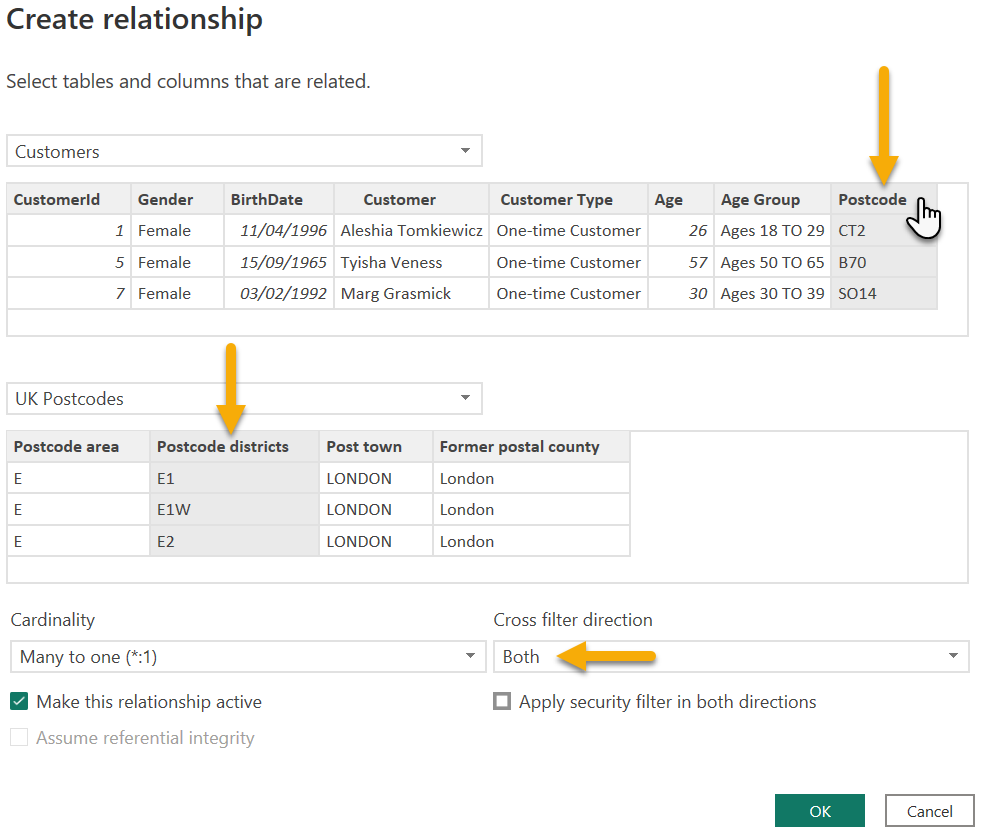 Create relationship
Select tables and columns that are related.
Customers
CustomerId Gender BirthDate Customer Customer Type Age Age Group Postcode
1 Female 11/04/1996 Aleshia Tomkiewicz One-time Customer 26 Ages 18 TO 29 CT2
5 Female 15/09/1965 Tyisha Veness One-time Customer 57 Ages 50 TO 65 B70
7 Female 03/02/1992 Marg Grasmick One-time Customer 30 Ages 30 TO 39 SO14
UK Postcodes
Postcode area Postcode districts Post town Former postal county
E E1 LONDON London
E E1W LONDON London
E E2 LONDON London
Cardinality Cross filter direction
Many to one (*:1) Both
Make this relationship active Apply security filter in both directions
Assume referential integrity
OK Cancel